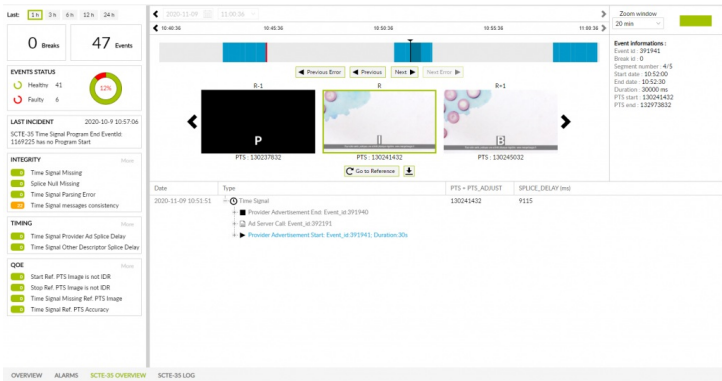 Last: 1 h 3 h 6 h 12 h 24 h
2020-11-09 11:00:36
Zoom window
20 min
10:40:36 10:45:36 10:50:36 10:55:36 11:00:36
0 Breaks
47 Events
EVENTS STATUS
Healthy 41
Faulty 6
12%
LAST INCIDENT 2020-10-9 10:57:06
SCTE-35 Time Signal Program End EventId:
1169225 has no Program Start
INTEGRITY More
Time Signal Missing
Splice Null Missing
Time Signal Parsing Error
Time Signal messages consistency
TIMING More
Time Signal Provider Ad Splice Delay
Time Signal Other Descriptor Splice Delay
QOE More
Start Ref. PTS Image is not IDR
Stop Ref. PTS Image is not IDR
Time Signal Missing Ref. PTS Image
Time Signal Ref. PTS Accuracy
Previous Error Previous Next Next Error
R-1 R R+1
P I B
PTS : 130237832 PTS : 130241432 PTS : 130245032
Go to Reference
Event informations :
Event id : 391941
Break id : 0
Segment number : 4/5
Start date : 10:52:00
End date : 10:52:30
Duration : 30000 ms
PTS start : 130241432
PTS end : 132973832
Date Type PTS + PTS_ADJUST SPLICE_DELAY (ms)
2020-11-09 10:51:51 Time Signal 130241432 9115
Provider Advertisement End: Event_id:391940
Ad Server Call: Event_id:392191
Provider Advertisement Start: Event_id:391941, Duration:30s
OVERVIEW ALARMS SCTE-35 OVERVIEW SCTE-35 LOG